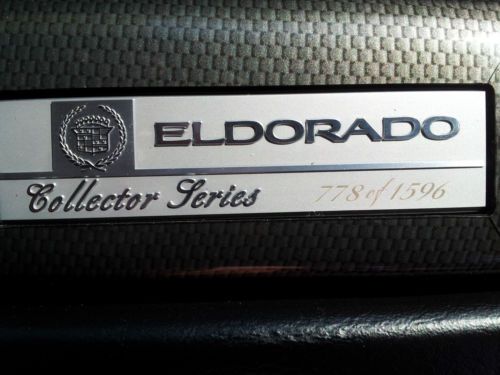 ELDORADO
Collector Series 778 of 1596